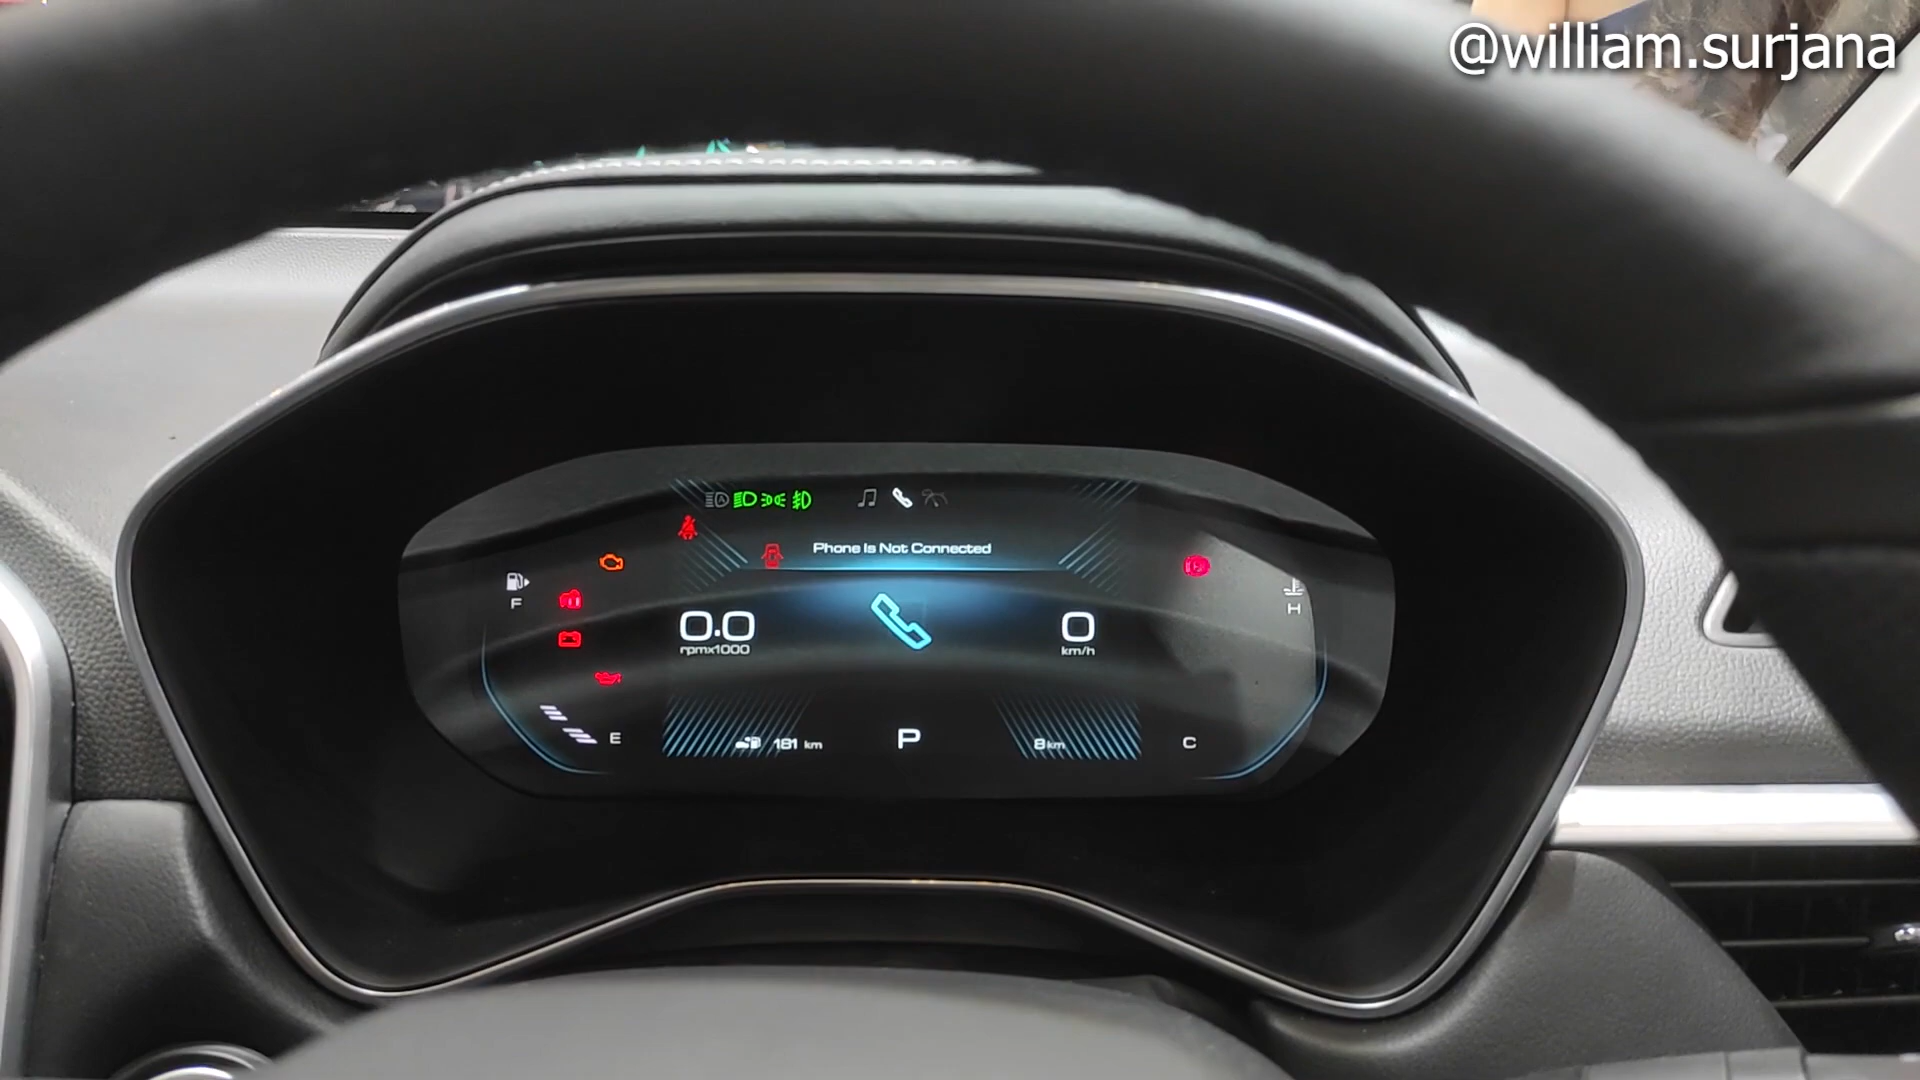 @william.surjana
Phone Is Not Connected
F
H
0.0
rpmx1000
0
km/h
E
181 km
P
8km
C